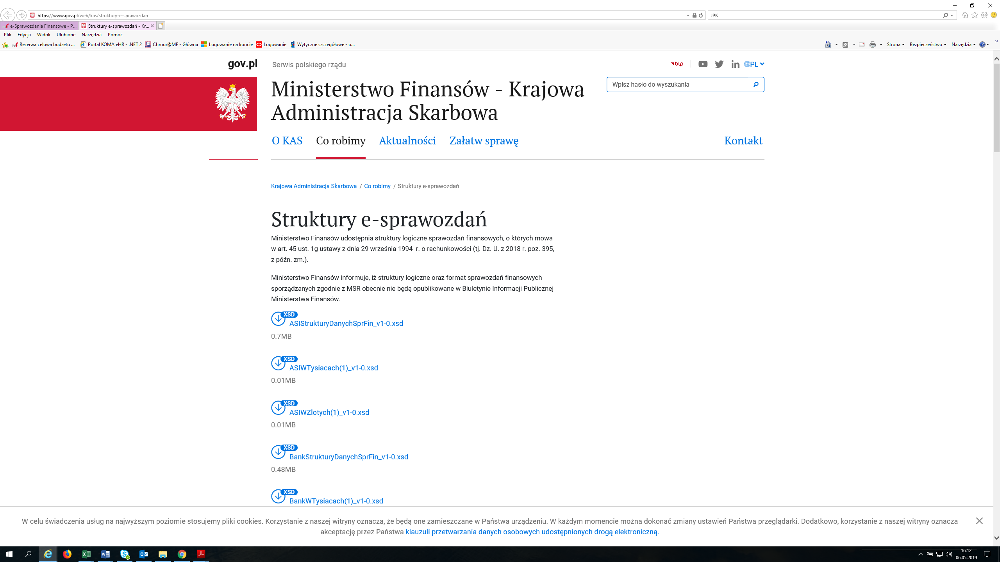 https://www.gov.pl/web/kas/struktury-e-sprawozdan
JPK
e-Sprawozdania Finansowe - P...
Struktury e-sprawozdań - Kr...
Plik Edycja Widok Ulubione Narzędzia Pomoc
Rezerwa celowa budżetu ... Portal KOMA eHR - .NET 2 Chmur@MF - Główna Logowanie na koncie Logowanie Wytyczne szczegółowe - o...
Strona Bezpieczeństwo Narzędzia
gov.pl
Serwis polskiego rządu
bip
PL
Ministerstwo Finansów - Krajowa
Administracja Skarbowa
Wpisz hasło do wyszukania
O KAS Co robimy Aktualności Załatw sprawę Kontakt
Krajowa Administracja Skarbowa / Co robimy / Struktury e-sprawozdań
Struktury e-sprawozdań
Ministerstwo Finansów udostępnia struktury logiczne sprawozdań finansowych, o których mowa
w art. 45 ust. 1g ustawy z dnia 29 września 1994 r. o rachunkowości (tj. Dz. U. z 2018 r. poz. 395,
z późn. zm.).
Ministerstwo Finansów informuje, iż struktury logiczne oraz format sprawozdań finansowych
sporządzanych zgodnie z MSR obecnie nie będą opublikowane w Biuletynie Informacji Publicznej
Ministerstwa Finansów.
XSD
ASIStrukturyDanychSprFin_v1-0.xsd
0.7MB
XSD
ASIWTysiacach(1)_v1-0.xsd
0.01MB
XSD
ASIWZlotych(1)_v1-0.xsd
0.01MB
XSD
BankStrukturyDanychSprFin_v1-0.xsd
0.48MB
XSD
BankWTysiacach(1)_v1-0.xsd
W celu świadczenia usług na najwyższym poziomie stosujemy pliki cookies. Korzystanie z naszej witryny oznacza, że będą one zamieszczane w Państwa urządzeniu. W każdym momencie można dokonać zmiany ustawień Państwa przeglądarki. Dodatkowo, korzystanie z naszej witryny oznacza
akceptację przez Państwa klauzuli przetwarzania danych osobowych udostępnionych drogą elektroniczną.
16:12
06.05.2019